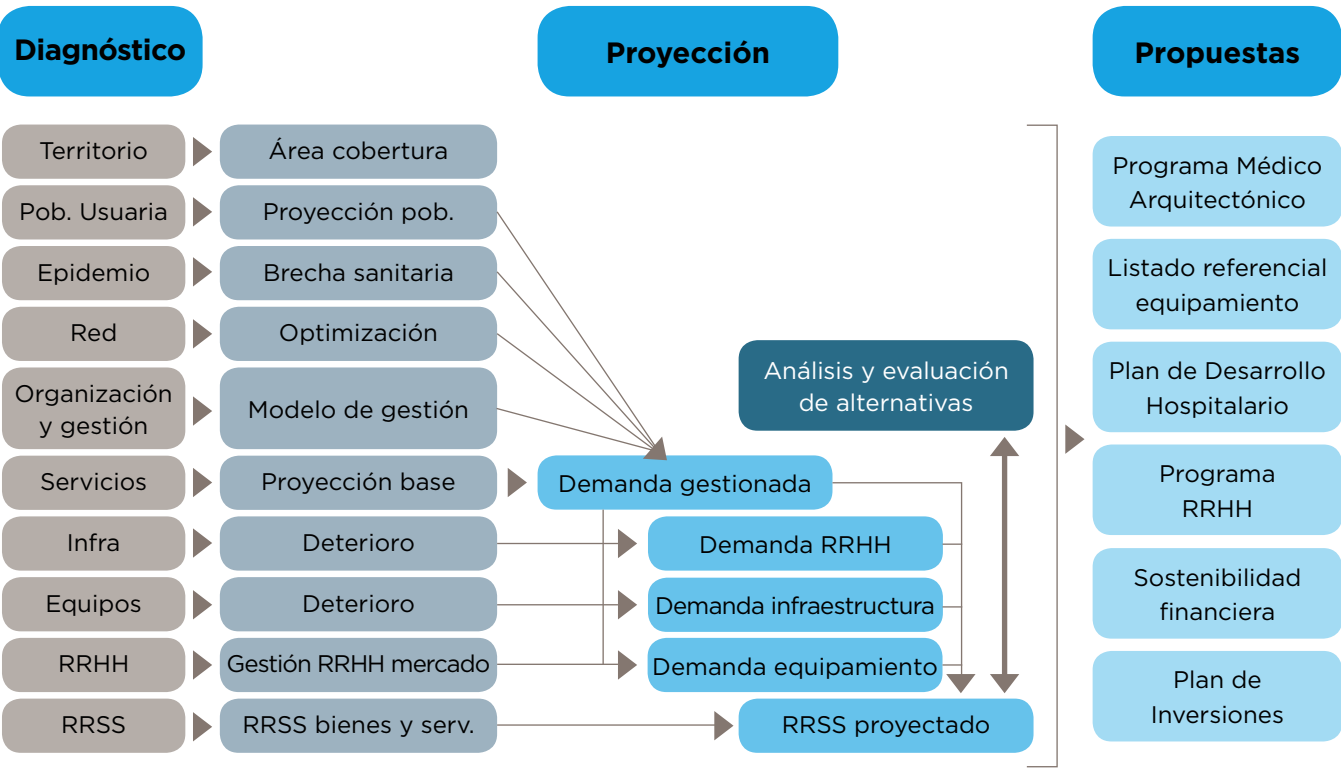 Diagnóstico
Proyección
Propuestas
Territorio
Área cobertura
Pob. Usuaria
Proyección pob.
Epidemio
Brecha sanitaria
Red
Optimización
Organización
y gestión
Modelo de gestión
Servicios
Proyección base
Demanda gestionada
Infra
Deterioro
Demanda RRHH
Equipos
Deterioro
Demanda infraestructura
RRHH
Gestión RRHH mercado
Demanda equipamiento
RRSS
RRSS bienes y serv.
RRSS proyectado
Análisis y evaluación
de alternativas
Programa Médico
Arquitectónico
Listado referencial
equipamiento
Plan de Desarrollo
Hospitalario
Programa
RRHH
Sostenibilidad
financiera
Plan de
Inversiones